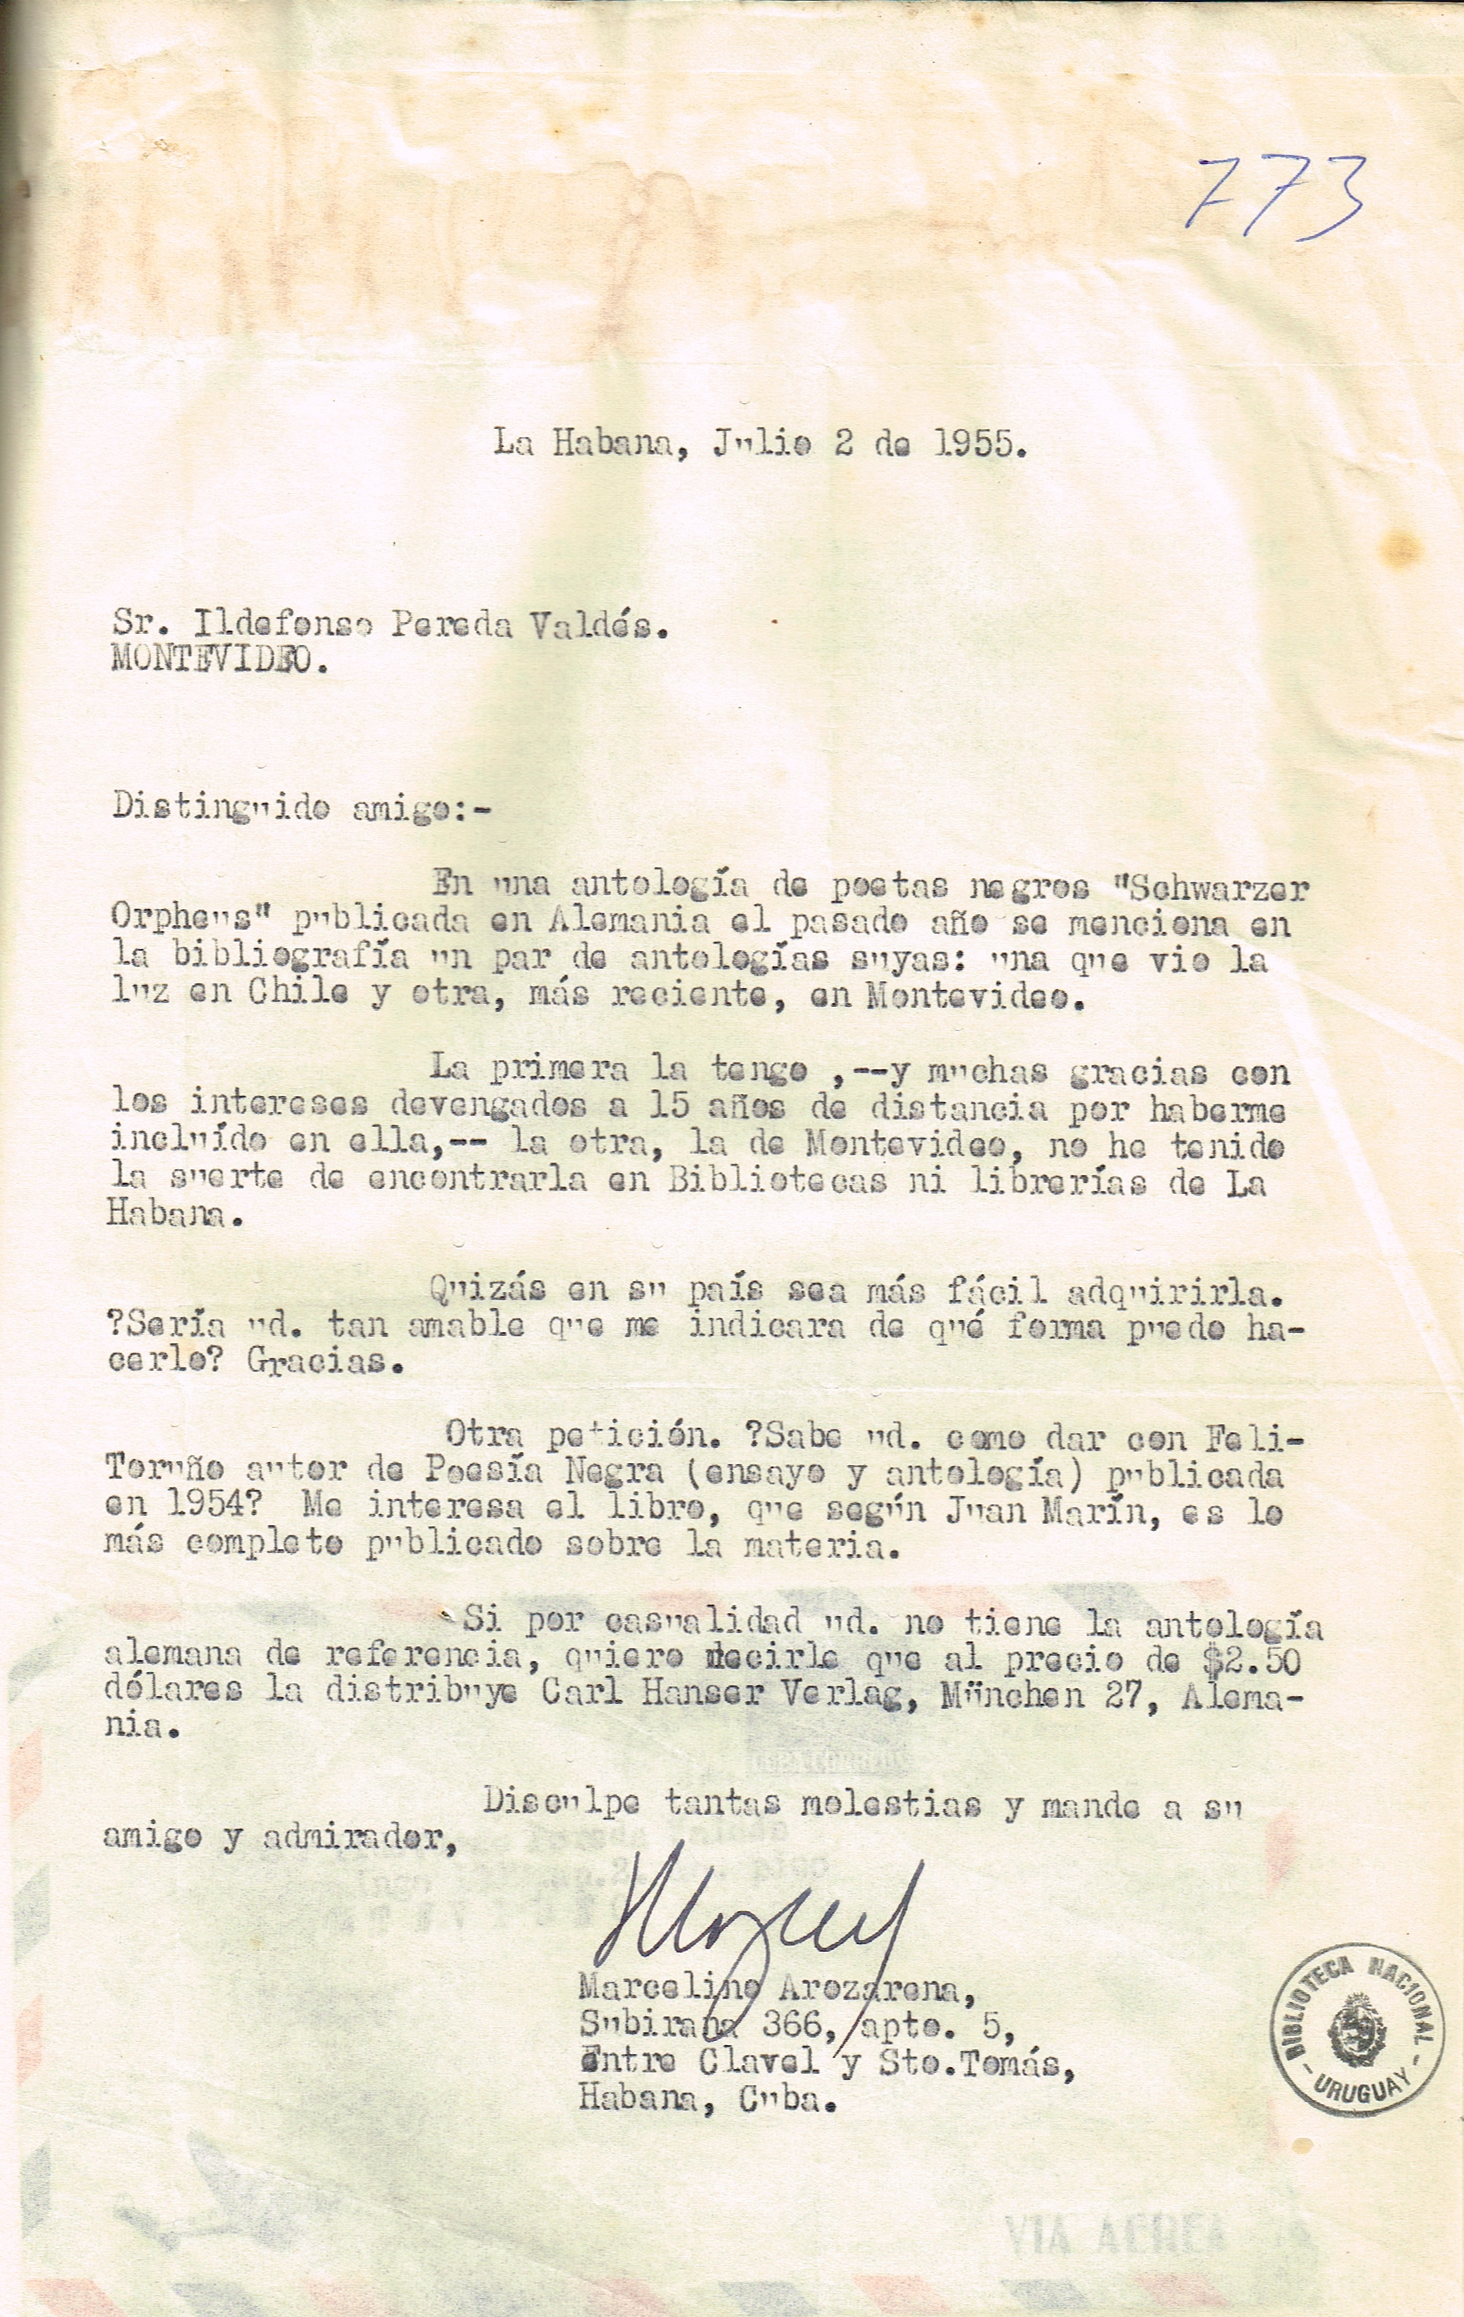 773
La Habana, Julio 2 de 1955.
Sr. Ildefonso Pereda Valdés.
MONTEVIDEO.
Distinguido amigo:-
En una antología de poetas negros "Schwarzer
Orpheus" publicada en Alemania el pasado año se menciona en
la bibliografía un par de antologías suyas: una que vio la
luz en Chile y otra, más reciente, en Montevideo.
La primera la tengo ,--y muchas gracias con
los intereses devengados a 15 años de distancia por haberme
incluído en ella,-- la otra, la de Montevideo, no he tenido
la suerte de encontrarla en Bibliotecas ni librerías de La
Habana.
Quizás en su país sea más fácil adquirirla.
?Sería ud. tan amable que me indicara de qué forma puedo ha-
cerlo? Gracias.
Otra petición. ?Sabe ud. como dar con Feli-
Toruño autor de Poesía Negra (ensayo y antología) publicada
en 1954? Me interesa el libro, que según Juan Marín, es lo
más completo publicado sobre la materia.
Si por casualidad ud. no tiene la antología
alemana de referencia, quiero decirle que al precio de $2.50
dólares la distribuye Carl Hanser Verlag, München 27, Alema-
nia.
Disculpe tantas molestias y mande a su
amigo y admirador,
Marcelino Arozarena,
Subirana 366, apto. 5,
Entre Clavel y Sto.Tomás,
Habana, Cuba.
BIBLIOTECA NACIONAL
- URUGUAY -
VIA AEREA